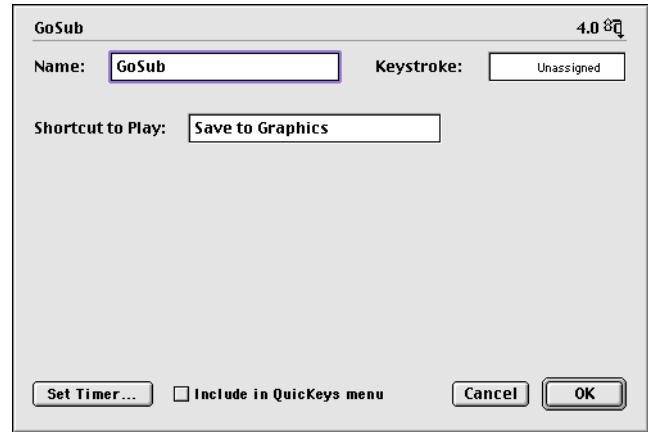 GoSub 4.0
Name: GoSub Keystroke: Unassigned
Shortcut to Play: Save to Graphics
Set Timer... Include in QuicKeys menu Cancel OK